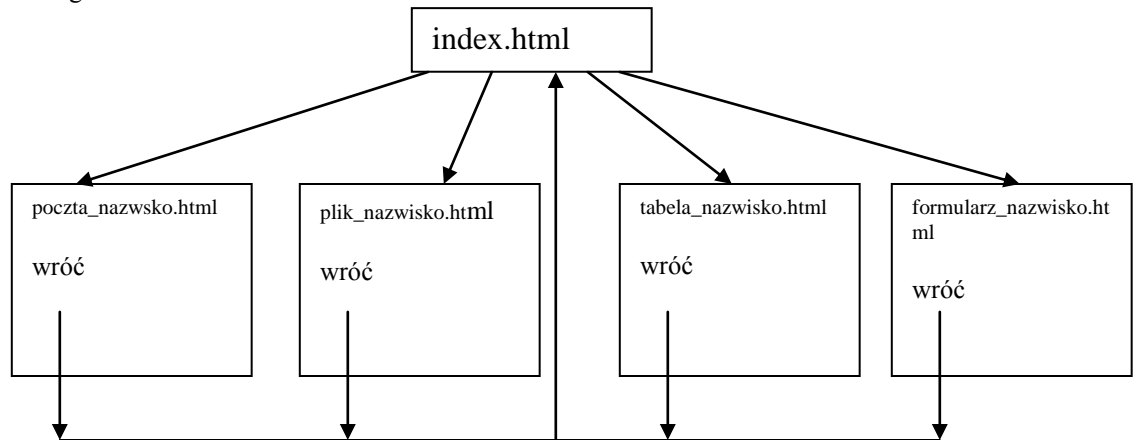 index.html
poczta_nazwsko.html
wróć
plik_nazwisko.html
wróć
tabela_nazwisko.html
wróć
formularz_nazwisko.ht
ml
wróć